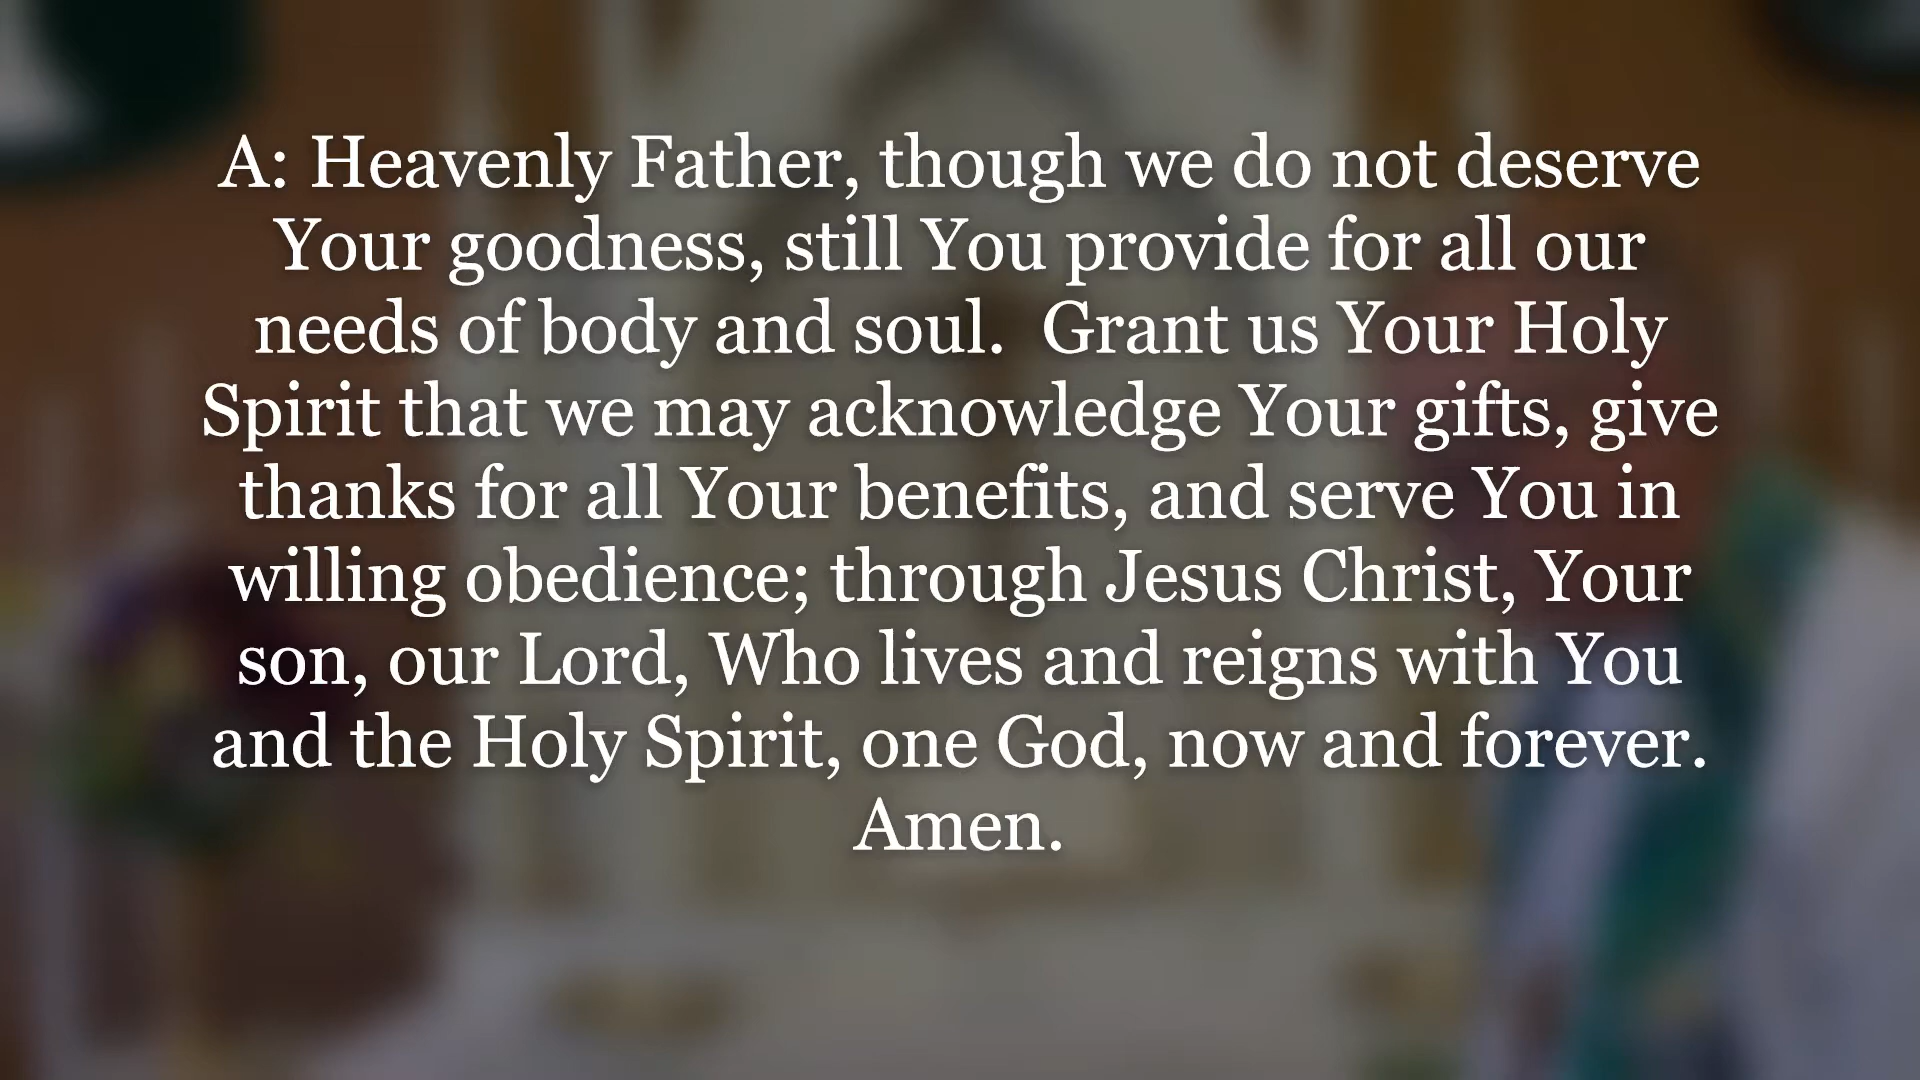 A: Heavenly Father, though we do not deserve
Your goodness, still You provide for all our
needs of body and soul.  Grant us Your Holy
Spirit that we may acknowledge Your gifts, give
thanks for all Your benefits, and serve You in
willing obedience; through Jesus Christ, Your
son, our Lord, Who lives and reigns with You
and the Holy Spirit, one God, now and forever.
Amen.